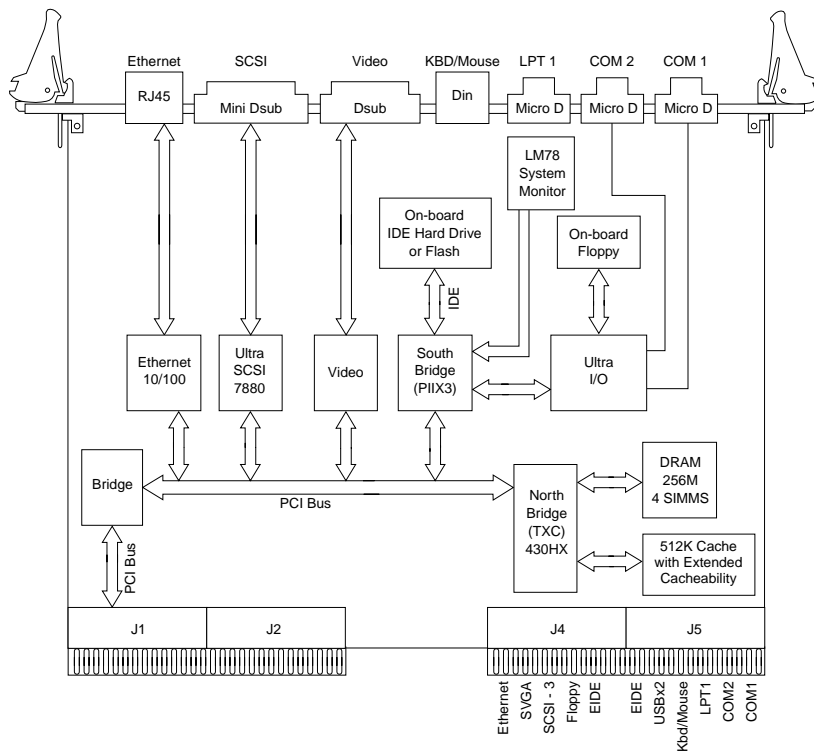 Ethernet
SCSI
Video
KBD/Mouse
LPT 1
COM 2
COM 1
RJ45
Mini Dsub
Dsub
Din
Micro D
Micro D
Micro D
LM78
System
Monitor
On-board
IDE Hard Drive
or Flash
On-board
Floppy
IDE
Ethernet
10/100
Ultra
SCSI
7880
Video
South
Bridge
(PIIX3)
Ultra
I/O
Bridge
PCI Bus
North
Bridge
(TXC)
430HX
DRAM
256M
4 SIMMS
512K Cache
with Extended
Cacheability
PCI Bus
J1
J2
J4
J5
Ethernet
SVGA
SCSI - 3
Floppy
EIDE
EIDE
USBx2
Kbd/Mouse
LPT1
COM2
COM1